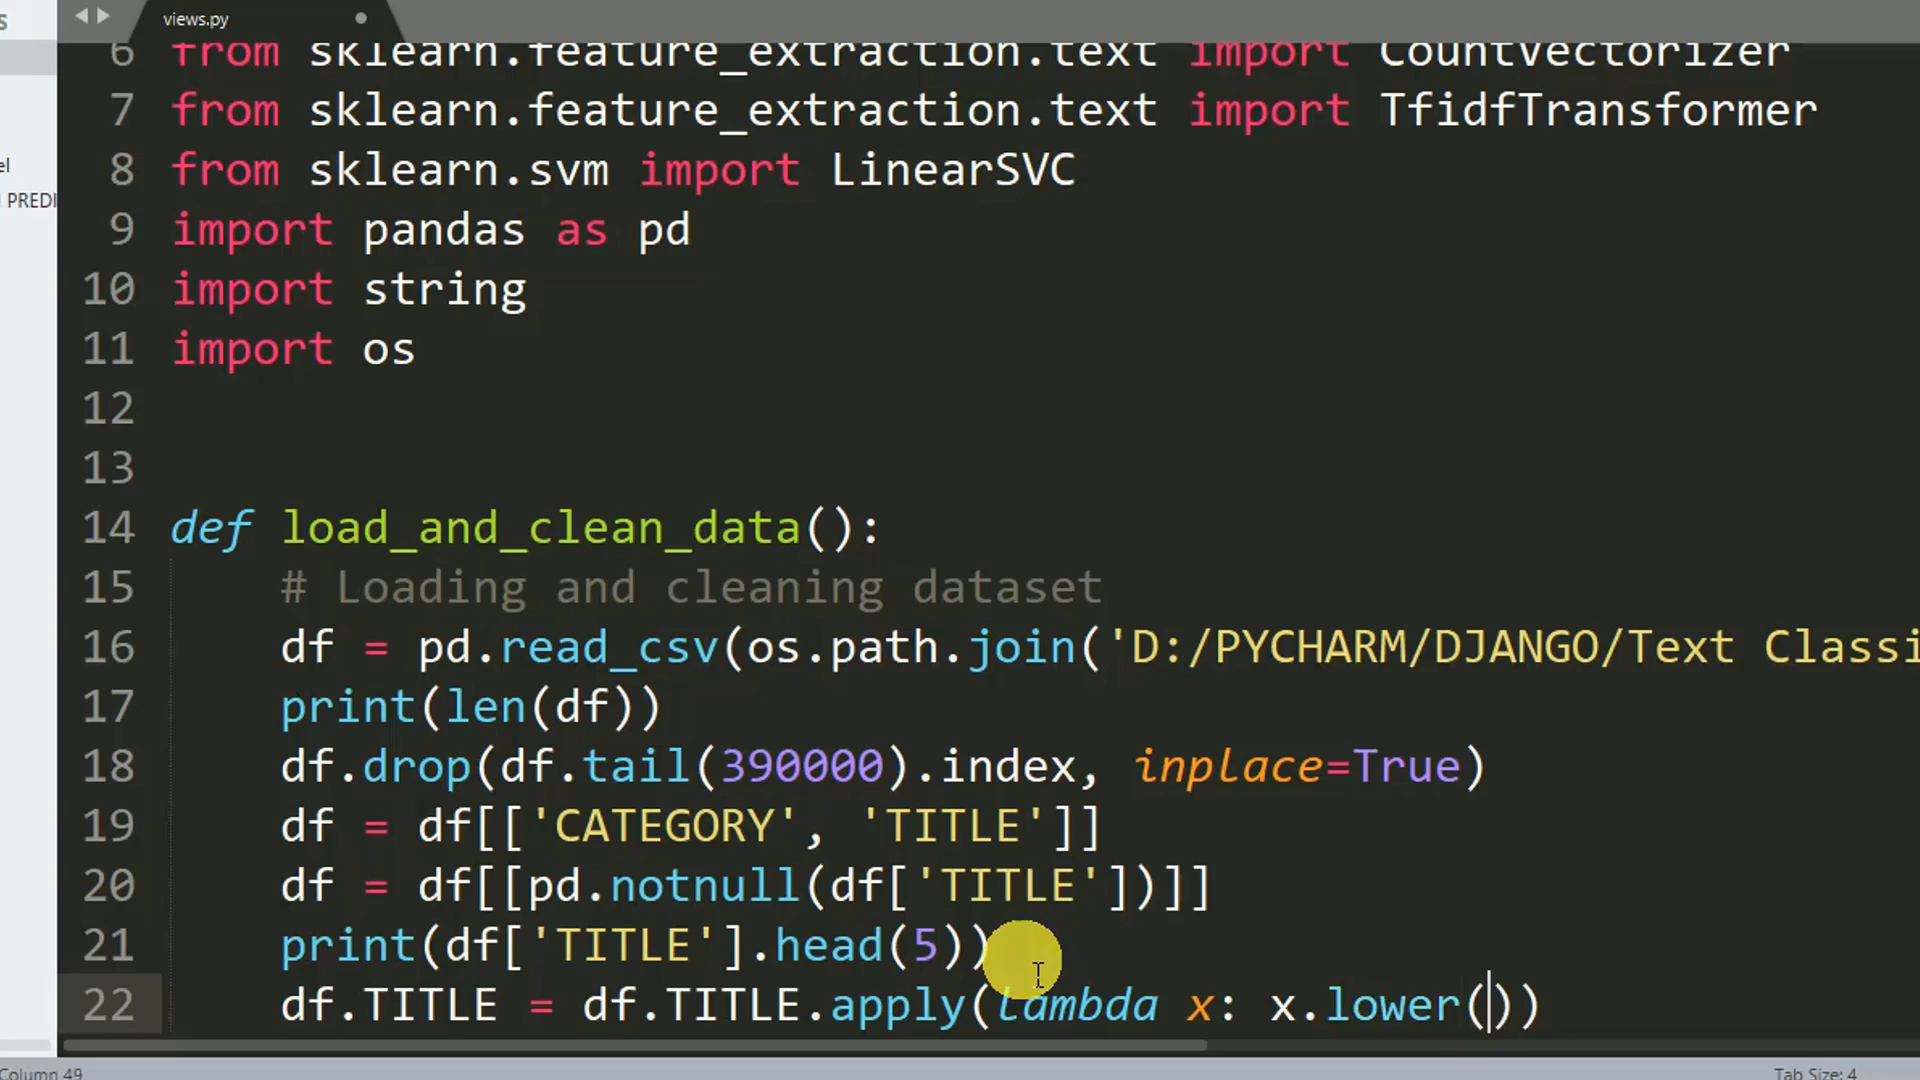 S
views.py
6 from sklearn.feature_extraction.text import CountVectorizer
7 from sklearn.feature_extraction.text import TfidfTransformer
el
8 from sklearn.svm import LinearSVC
PREDI
9 import pandas as pd
10 import string
11 import os
12
13
14 def load_and_clean_data():
15 # Loading and cleaning dataset
16 df = pd.read_csv(os.path.join('D:/PYCHARM/DJANGO/Text Classi
17 print(len(df))
18 df.drop(df.tail(390000).index, inplace=True)
19 df = df[['CATEGORY', 'TITLE']]
20 df = df[[pd.notnull(df['TITLE'])]]
21 print(df['TITLE'].head(5))
22 df.TITLE = df.TITLE.apply(lambda x: x.lower())
Column 49
Tab Size: 4